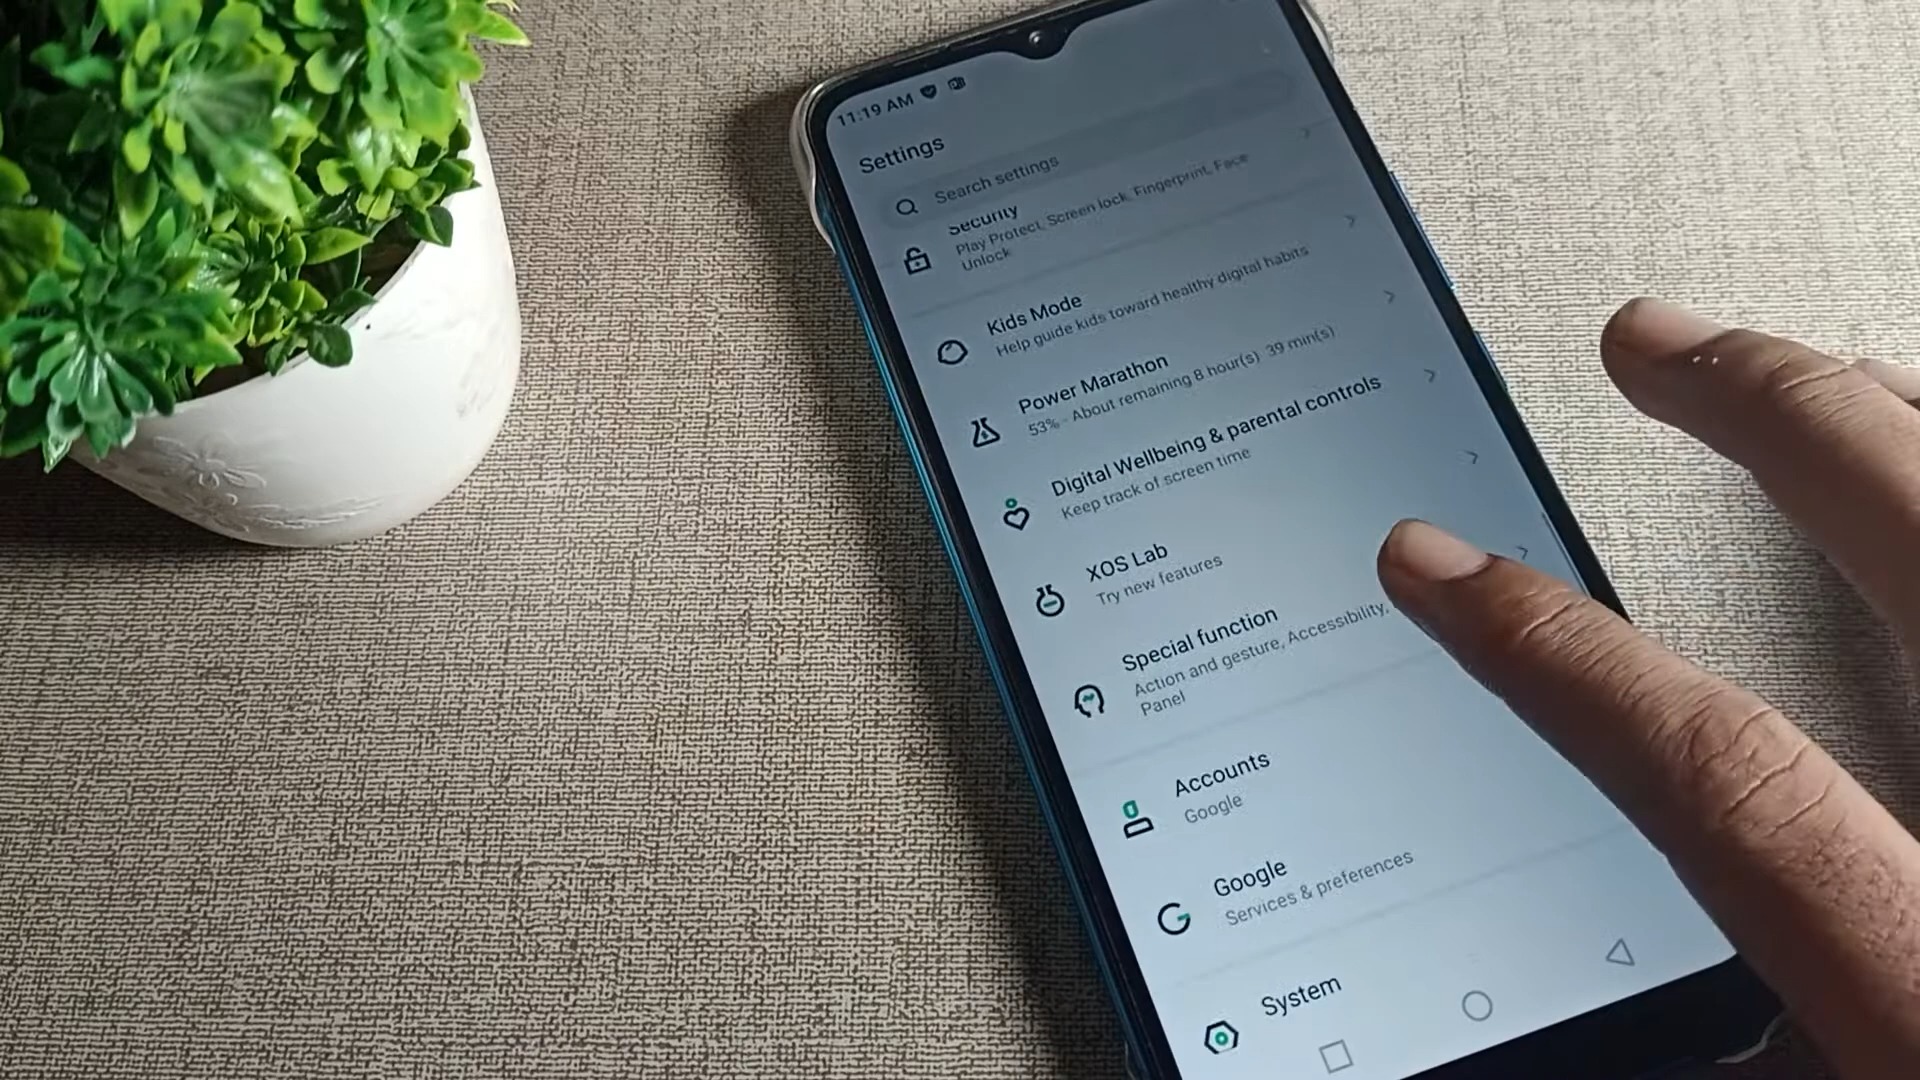 11:19 AM
Settings
Search settings
Security
Play Protect, Screen lock, Fingerprint, Face
Unlock
Kids Mode
Help guide kids toward healthy digital habits
Power Marathon
53% - About remaining 8 hour(s) 39 min(s)
Digital Wellbeing & parental controls
Keep track of screen time
XOS Lab
Try new features
Special function
Action and gesture, Accessibility,
Panel
Accounts
Google
Google
Services & preferences
System